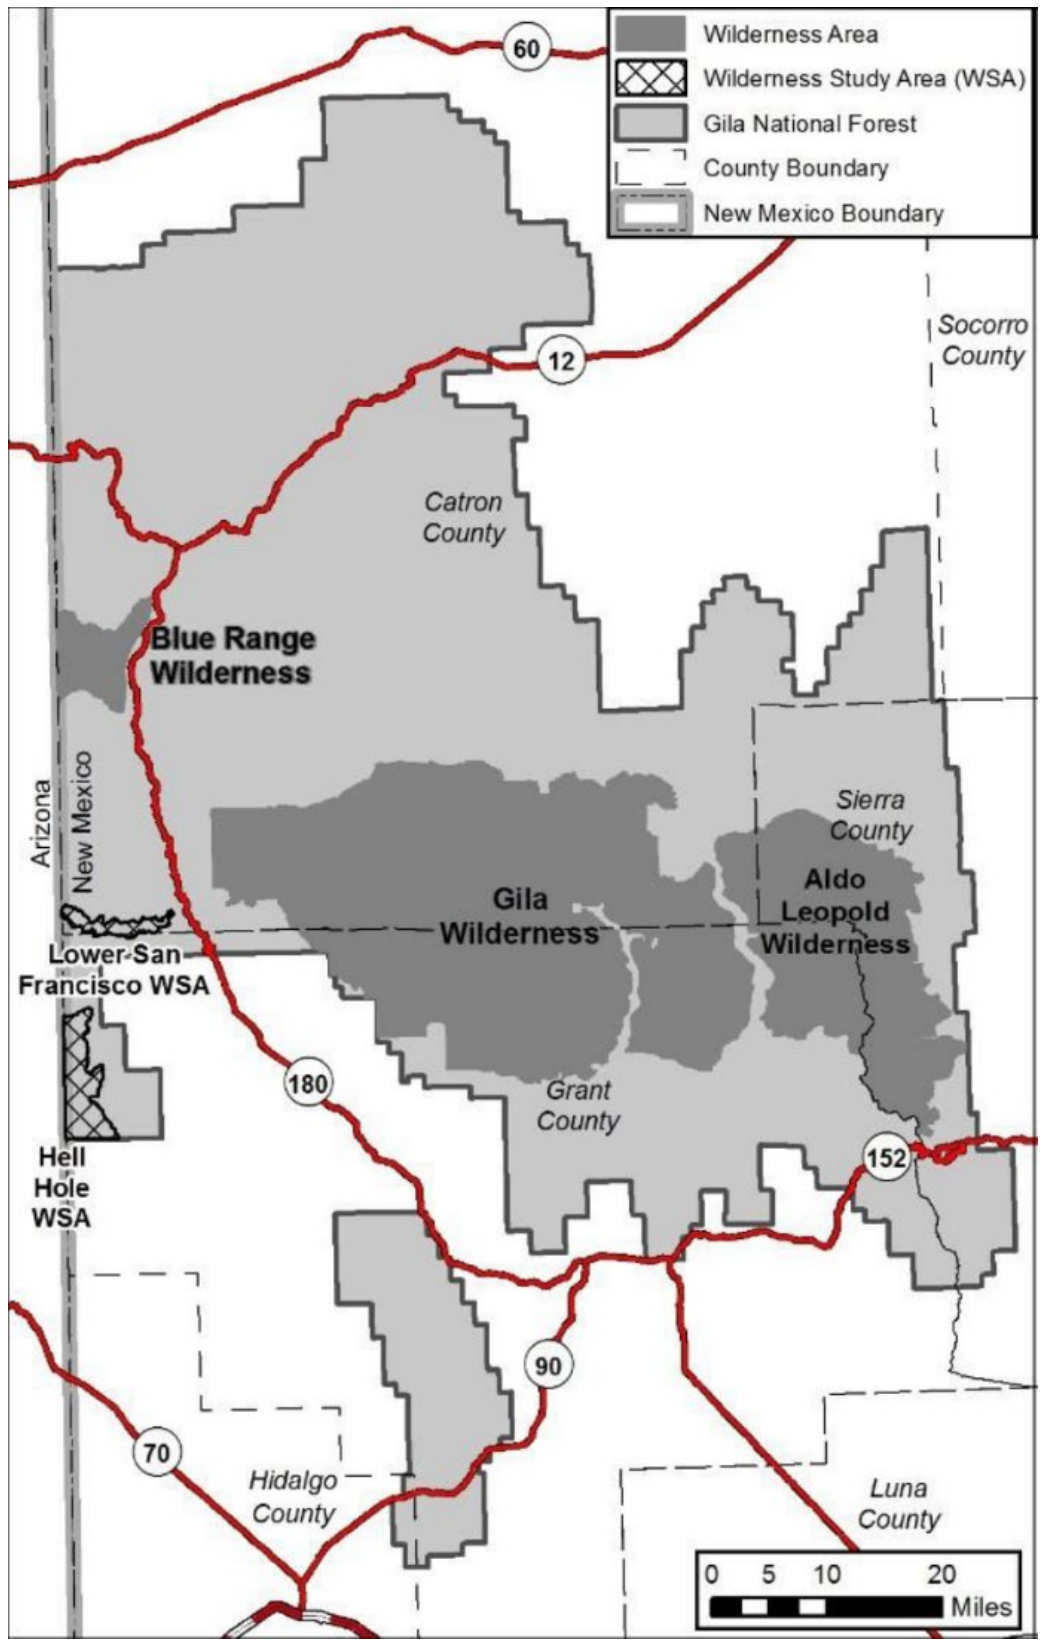 Wilderness Area
Wilderness Study Area (WSA)
Gila National Forest
County Boundary
New Mexico Boundary
60
12
Socorro
County
Catron
County
Blue Range
Wilderness
Arizona
New Mexico
Sierra
County
Gila
Wilderness
Aldo
Leopold
Wilderness
Lower San
Francisco WSA
180
Grant
County
152
Hell
Hole
WSA
90
70
Hidalgo
County
Luna
County
0 5 10 20
Miles